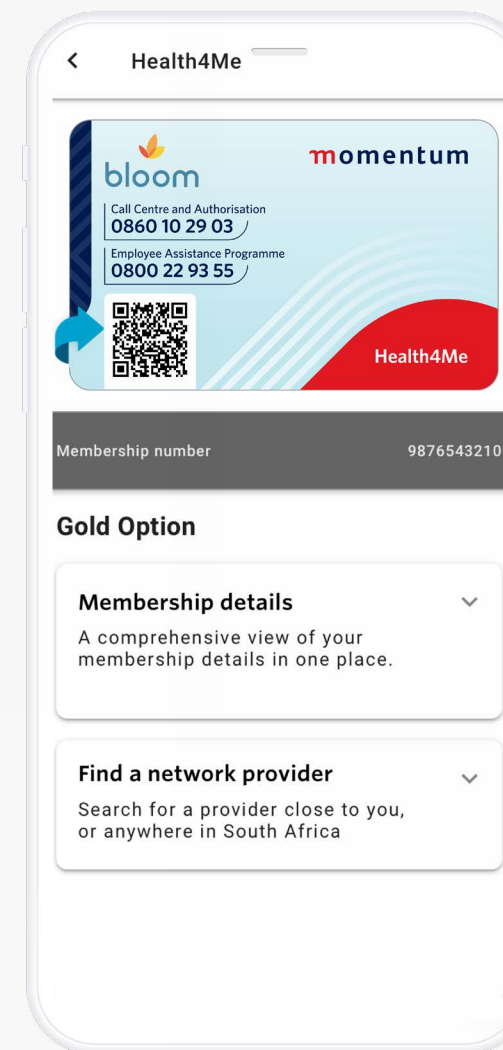 Health4Me
bloom
momentum
Call Centre and Authorisation
0860 10 29 03
Employee Assistance Programme
0800 22 93 55
Health4Me
Membership number
9876543210
Gold Option
Membership details
A comprehensive view of your
membership details in one place.
Find a network provider
Search for a provider close to you,
or anywhere in South Africa